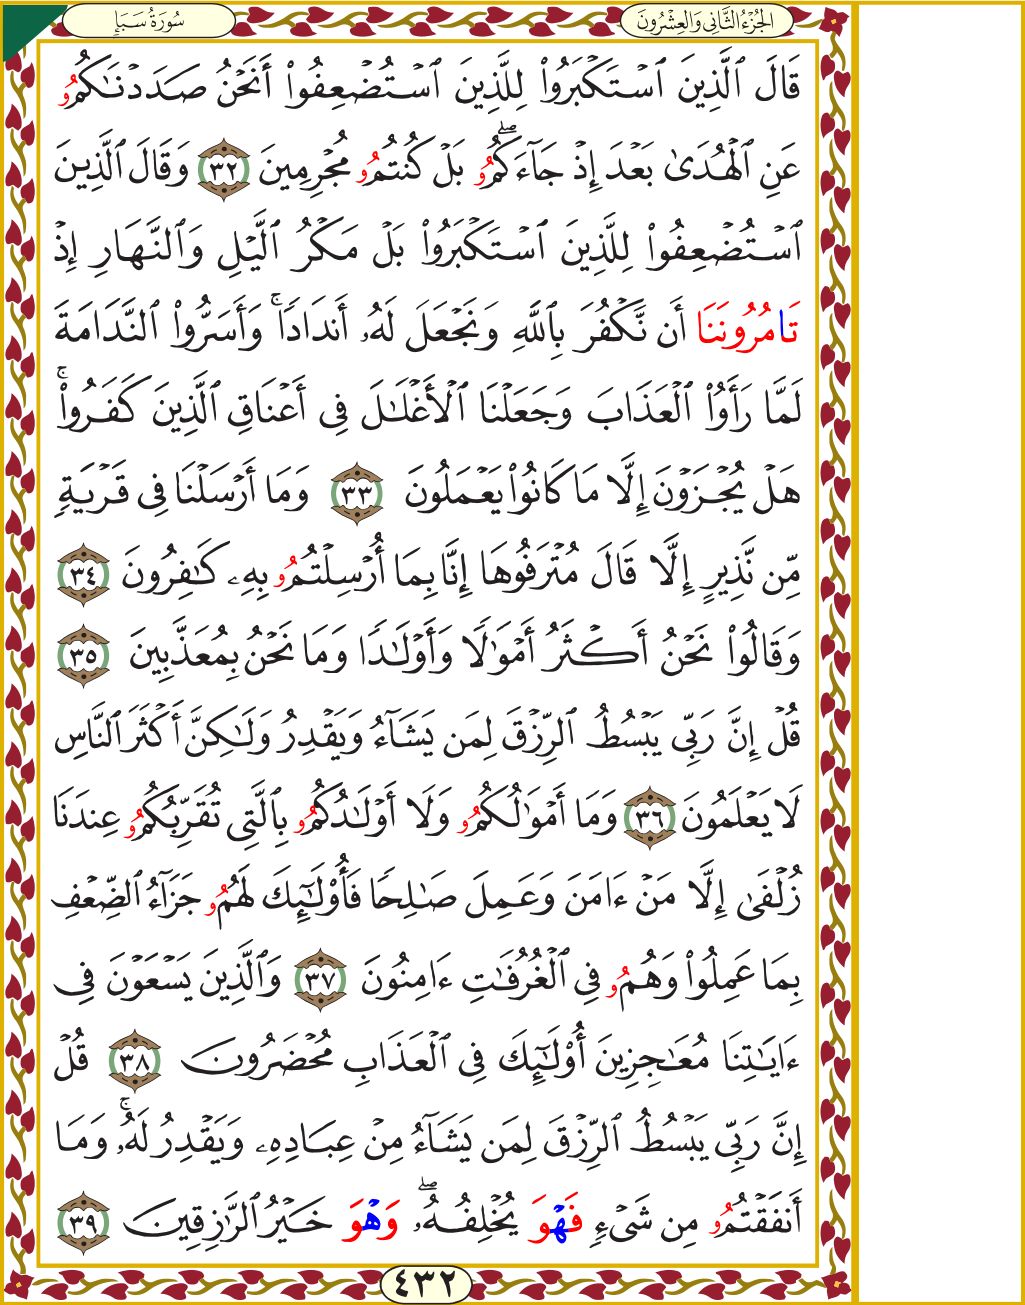 الجُزْءُ الثَّانِي وَالعِشْرُونَ
سُورَةُ سَبَإٍ
قَالَ ٱلَّذِينَ ٱسۡتَكۡبَرُواْ لِلَّذِينَ ٱسۡتُضۡعِفُوٓاْ أَنَحۡنُ صَدَدۡنَٰكُمُۥ
عَنِ ٱلۡهُدَىٰ بَعۡدَ إِذۡ جَآءَكُمُۥۖ بَلۡ كُنتُمُۥ مُّجۡرِمِينَ ٣٢ وَقَالَ ٱلَّذِينَ
ٱسۡتُضۡعِفُواْ لِلَّذِينَ ٱسۡتَكۡبَرُواْ بَلۡ مَكۡرُ ٱلَّيۡلِ وَٱلنَّهَارِ إِذۡ
تَامُرُونَنَا أَن نَّكۡفُرَ بِٱللَّهِ وَنَجۡعَلَ لَهُۥ أَندَادٗاۚ وَأَسَرُّواْ ٱلنَّدَامَةَ
لَمَّا رَأَوُاْ ٱلۡعَذَابَ وَجَعَلۡنَا ٱلۡأَغۡلَٰلَ فِي أَعۡنَاقِ ٱلَّذِينَ كَفَرُواْۚ
هَلۡ يُجۡزَوۡنَ إِلَّا مَا كَانُواْ يَعۡمَلُونَ ٣٣ وَمَا أَرۡسَلۡنَا فِي قَرۡيَةٖ
مِّن نَّذِيرٍ إِلَّا قَالَ مُتۡرَفُوهَا إِنَّا بِمَا أُرۡسِلۡتُمُۥ بِهِۦ كَٰفِرُونَ ٣٤
وَقَالُواْ نَحۡنُ أَكۡثَرُ أَمۡوَٰلٗا وَأَوۡلَٰدٗا وَمَا نَحۡنُ بِمُعَذَّبِينَ ٣٥
قُلۡ إِنَّ رَبِّي يَبۡسُطُ ٱلرِّزۡقَ لِمَن يَشَآءُ وَيَقۡدِرُ وَلَٰكِنَّ أَكۡثَرَ ٱلنَّاسِ
لَا يَعۡلَمُونَ ٣٦ وَمَا أَمۡوَٰلُكُمُۥ وَلَا أَوۡلَٰدُكُمُۥ بِٱلَّتِي تُقَرِّبُكُمُۥ عِندَنَا
زُلۡفَىٰ إِلَّا مَنۡ ءَامَنَ وَعَمِلَ صَٰلِحٗا فَأُوْلَٰٓئِكَ لَهُمُۥ جَزَآءُ ٱلضِّعۡفِ
بِمَا عَمِلُواْ وَهُمُۥ فِي ٱلۡغُرُفَٰتِ ءَامِنُونَ ٣٧ وَٱلَّذِينَ يَسۡعَوۡنَ فِي
ءَايَٰتِنَا مُعَٰجِزِينَ أُوْلَٰٓئِكَ فِي ٱلۡعَذَابِ مُحۡضَرُونَ ٣٨ قُلۡ
إِنَّ رَبِّي يَبۡسُطُ ٱلرِّزۡقَ لِمَن يَشَآءُ مِنۡ عِبَادِهِۦ وَيَقۡدِرُ لَهُۥۚ وَمَا
أَنفَقۡتُمُۥ مِن شَيۡءٖ فَهۡوَ يُخۡلِفُهُۥۖ وَهۡوَ خَيۡرُ ٱلرَّٰزِقِينَ ٣٩
٤٣٢